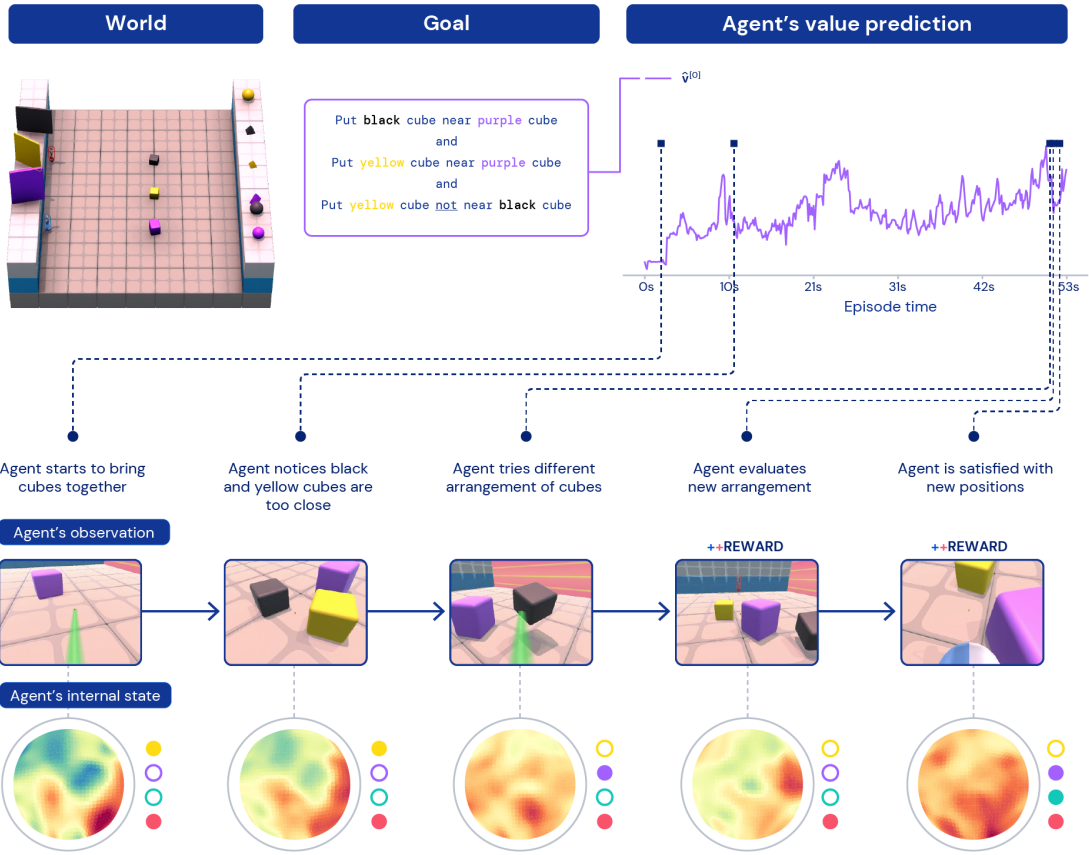 World
Goal
Agent's value prediction
v̂[0]
Put black cube near purple cube
and
Put yellow cube near purple cube
and
Put yellow cube not near black cube
0s
10s
21s
31s
42s
53s
Episode time
Agent starts to bring
cubes together
Agent notices black
and yellow cubes are
too close
Agent tries different
arrangement of cubes
Agent evaluates
new arrangement
Agent is satisfied with
new positions
Agent's observation
++REWARD
++REWARD
Agent's internal state